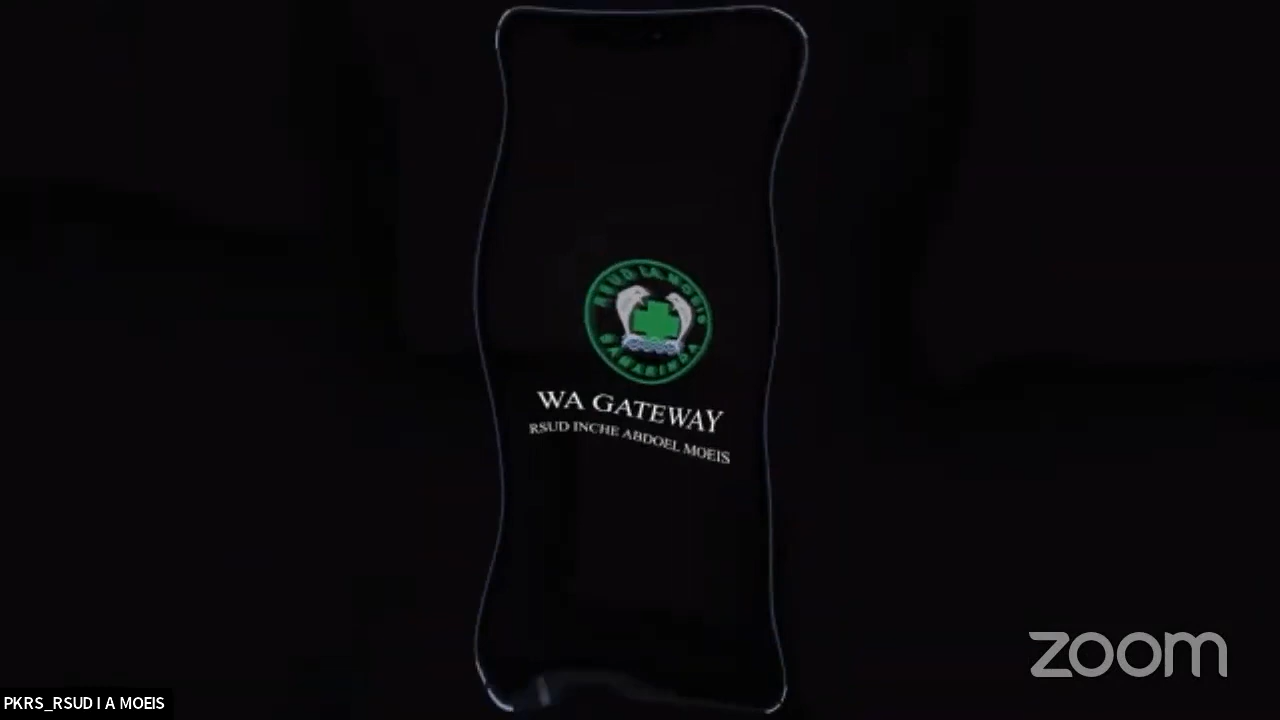 RSUD. I.A. MOEIS
SAMARINDA
WA GATEWAY
RSUD INCHE ABDOEL MOEIS
zoom
PKRS_RSUD I A MOEIS